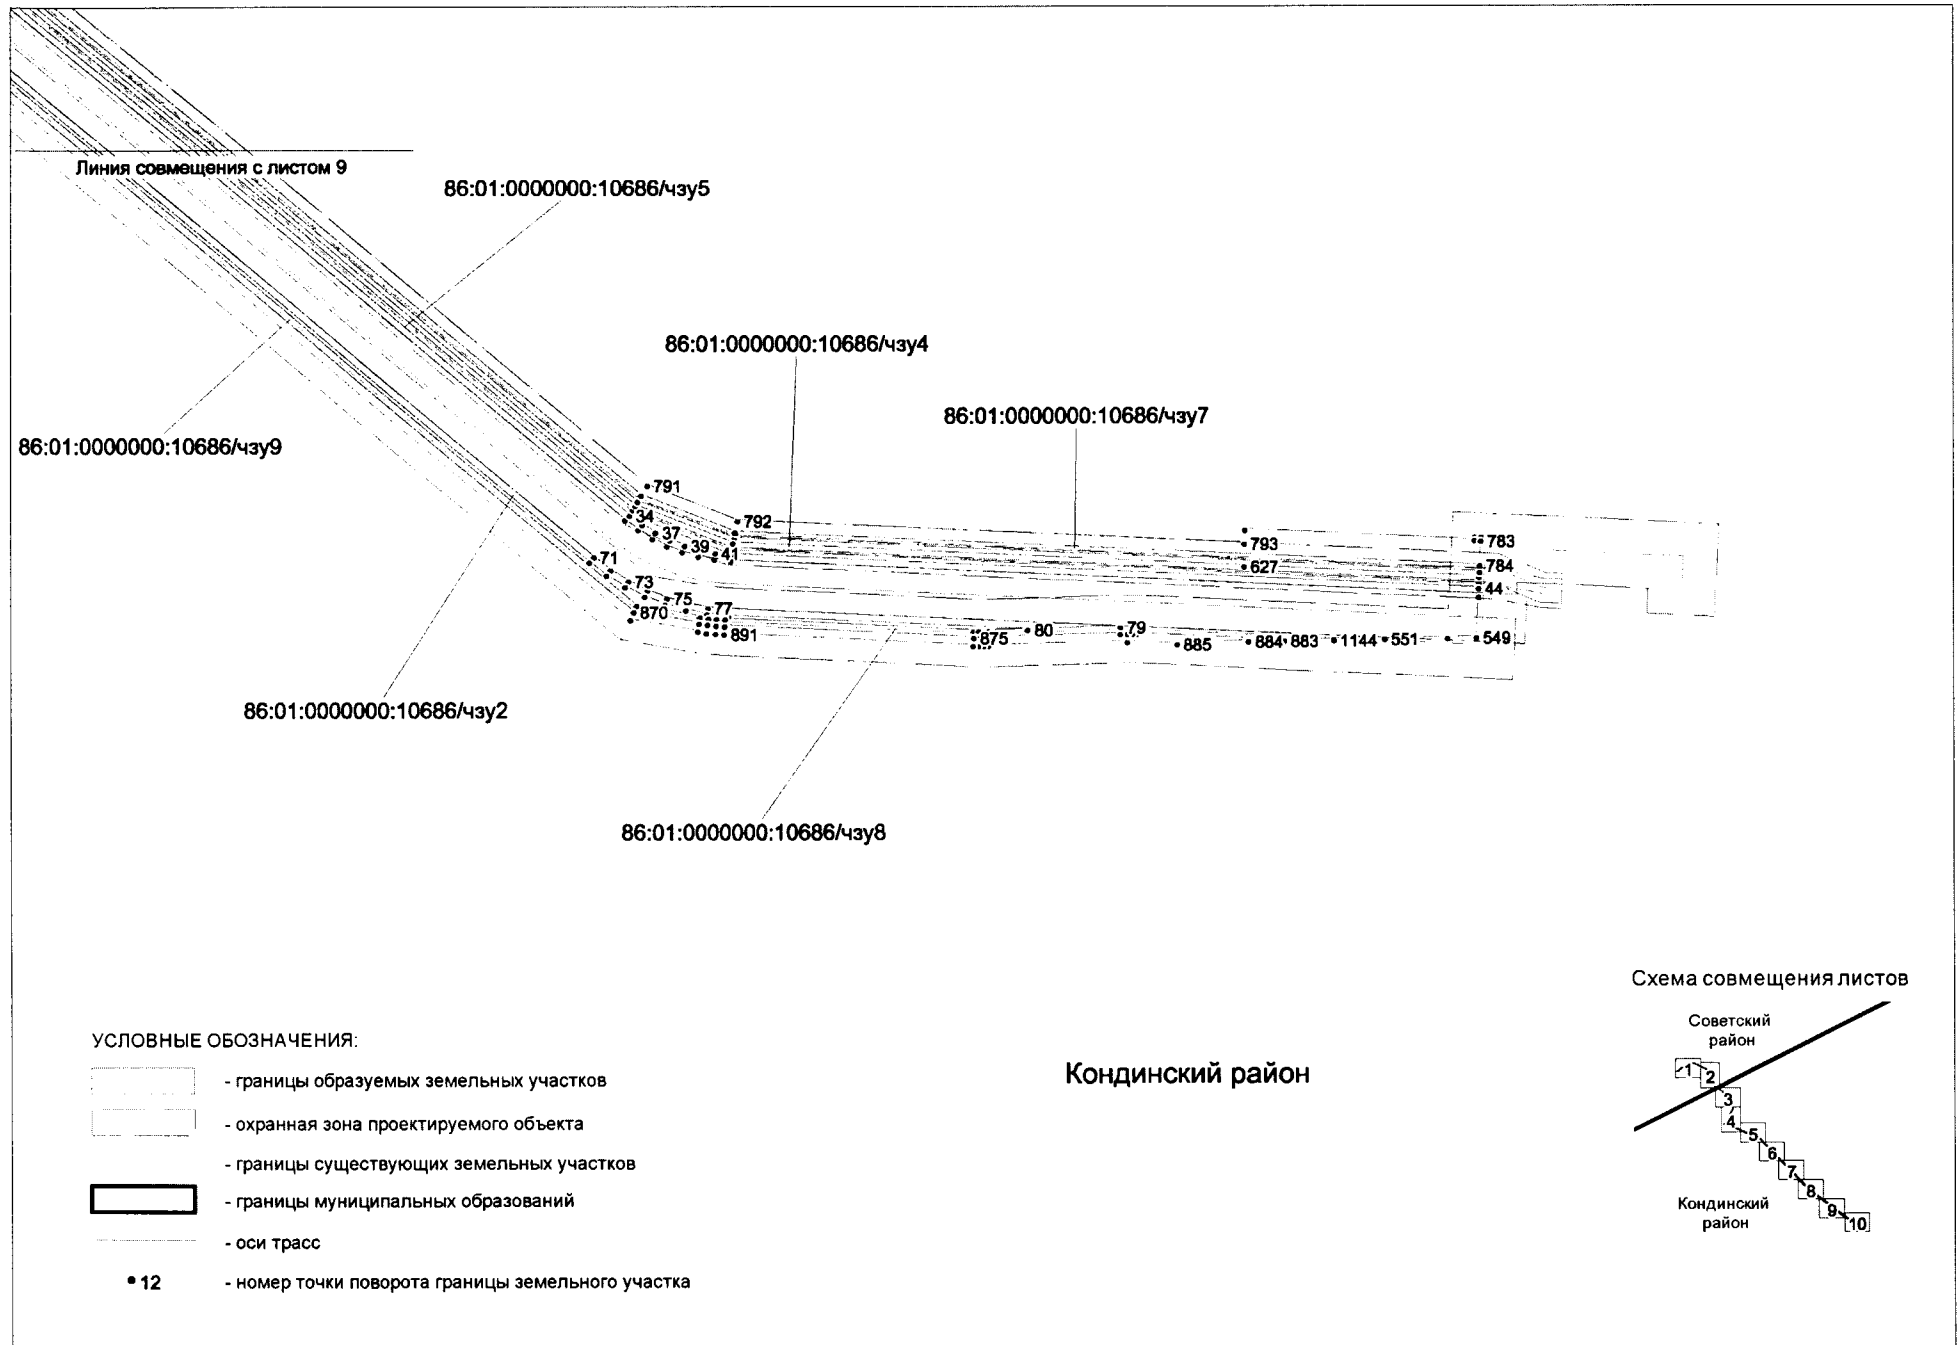 Линия совмещения с листом 9
86:01:0000000:10686/чзу5
86:01:0000000:10686/чзу4
86:01:0000000:10686/чзу7
86:01:0000000:10686/чзу9
791
34
792
37
793
783
39
41
71
627
784
73
44
75
77
870
891
875
80
79
885
884
883
1144
551
549
86:01:0000000:10686/чзу2
86:01:0000000:10686/чзу8
Схема совмещения листов
Советский
район
1
2
3
4
5
6
7
8
9
10
Кондинский
район
Кондинский район
УСЛОВНЫЕ ОБОЗНАЧЕНИЯ:
- границы образуемых земельных участков
- охранная зона проектируемого объекта
- границы существующих земельных участков
- границы муниципальных образований
- оси трасс
12 - номер точки поворота границы земельного участка